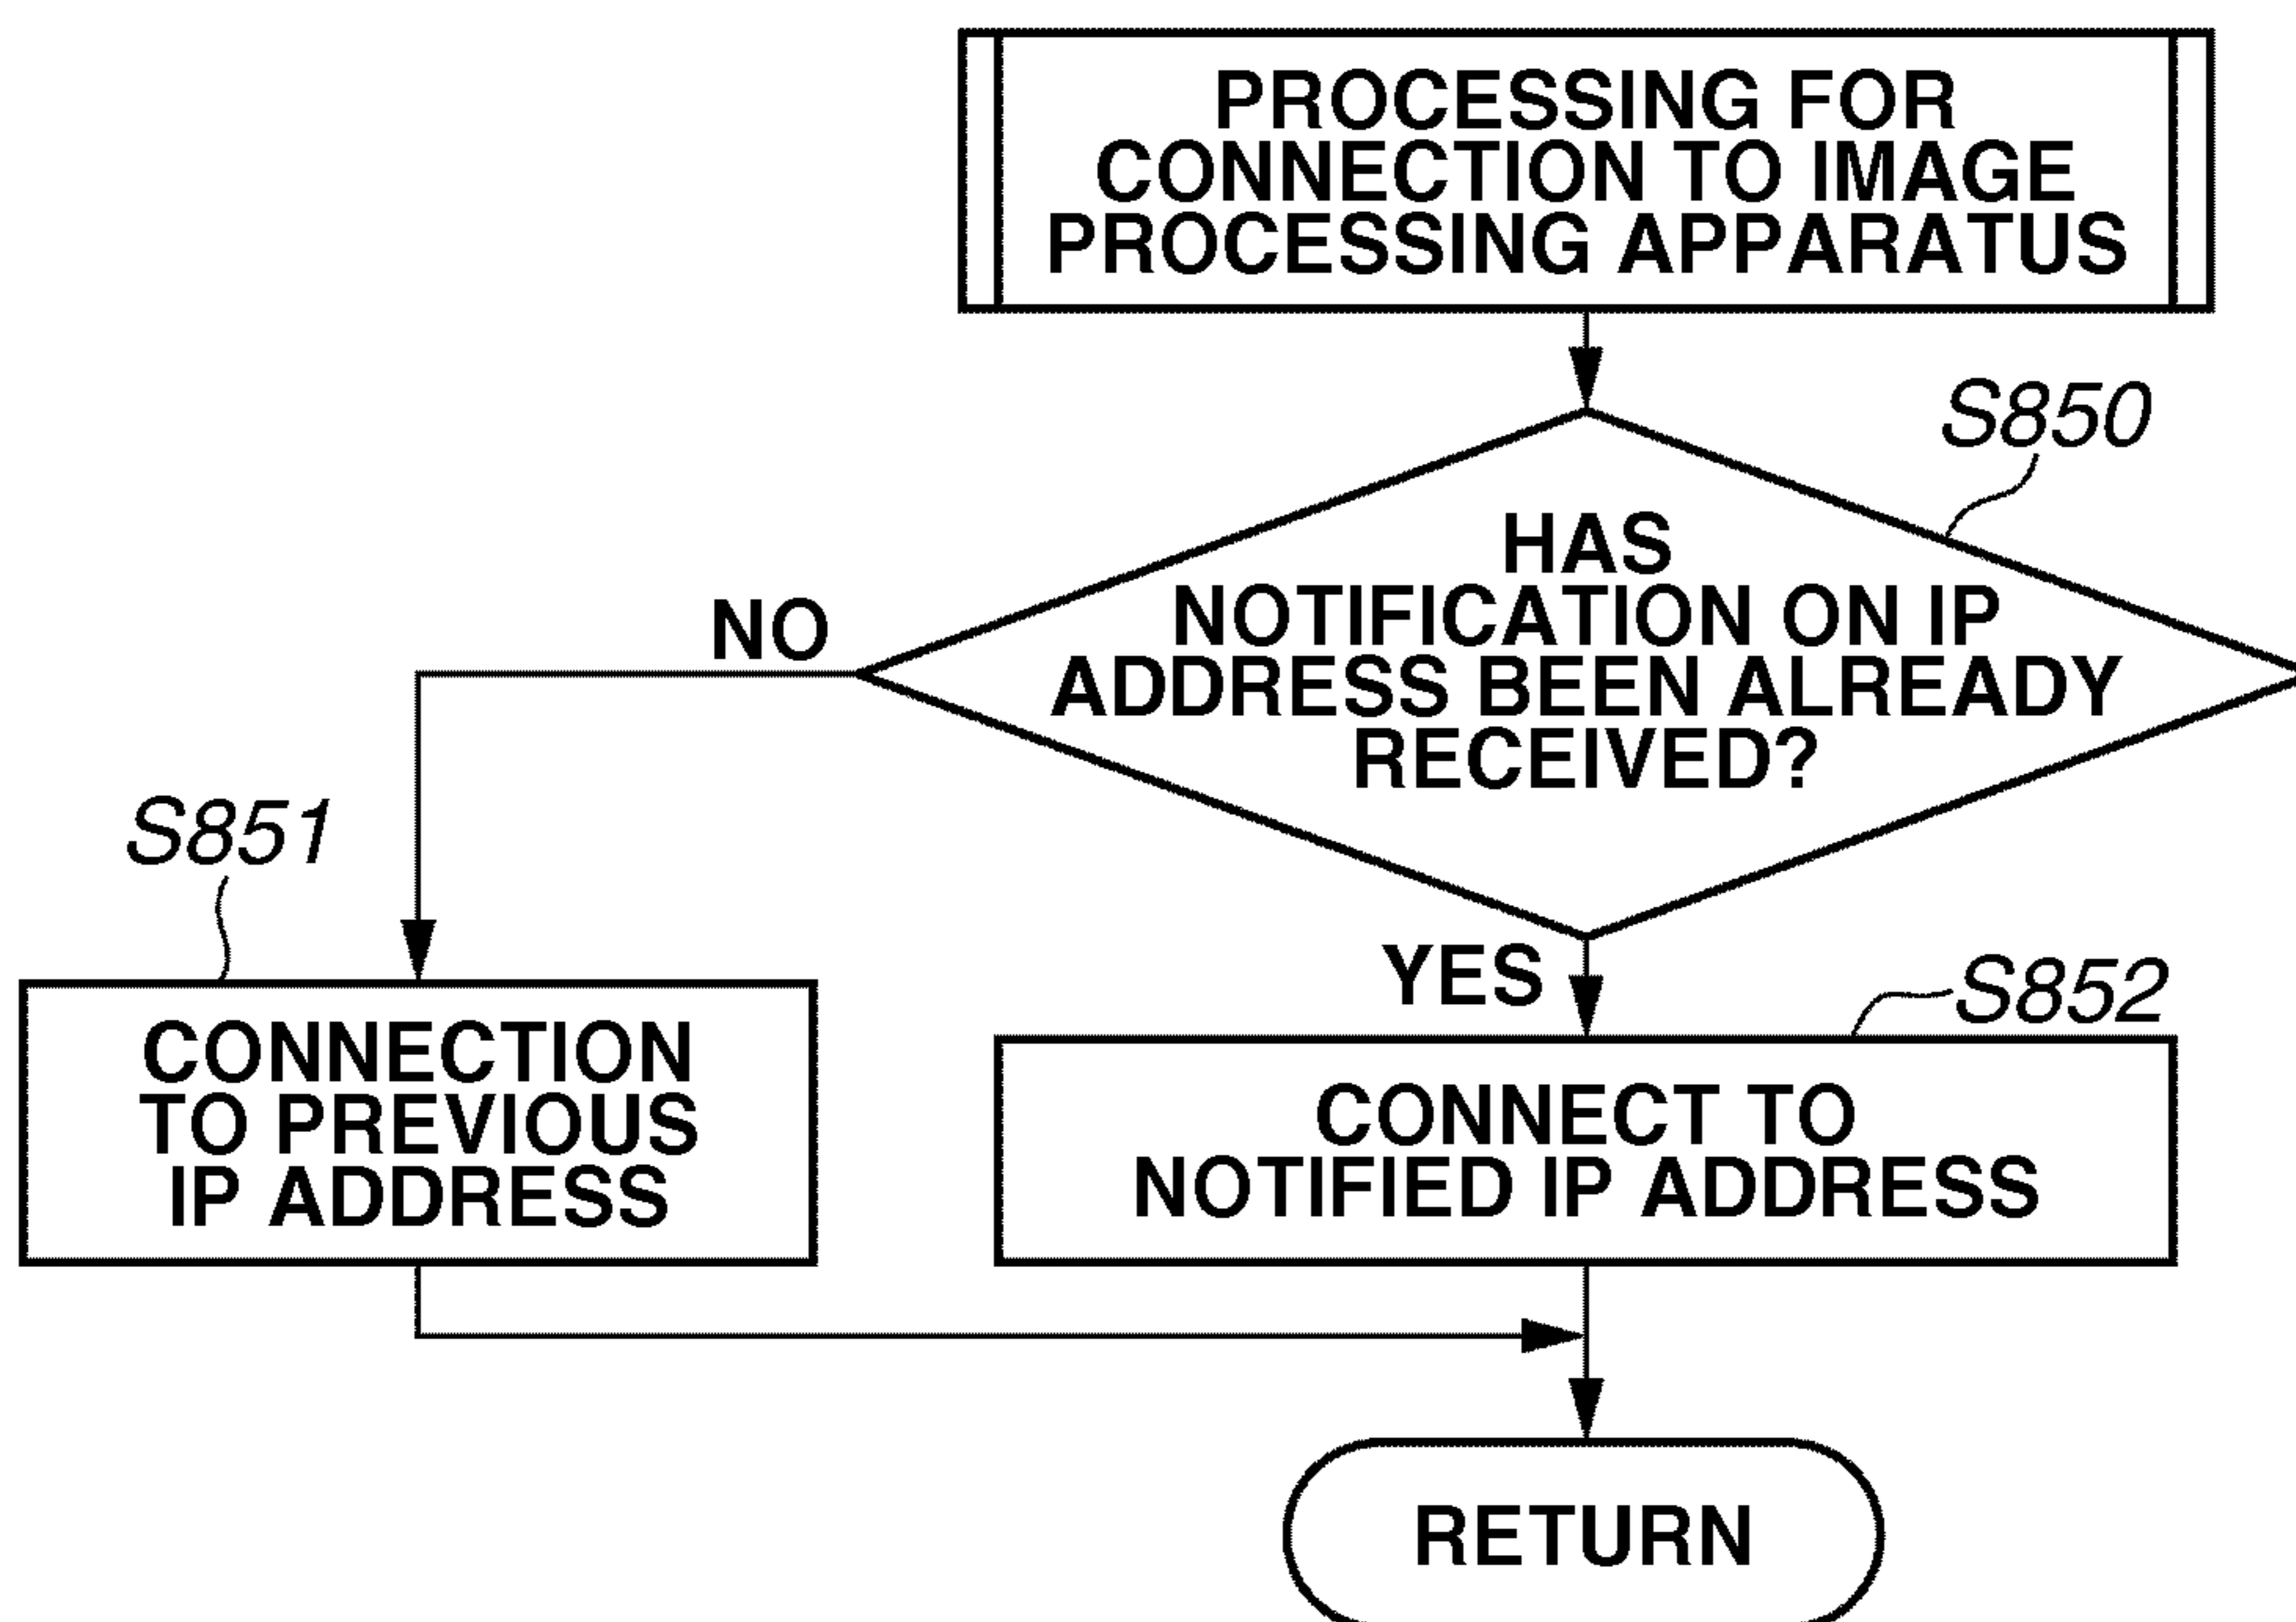 PROCESSING FOR
CONNECTION TO IMAGE
PROCESSING APPARATUS
S850
HAS
NOTIFICATION ON IP
ADDRESS BEEN ALREADY
RECEIVED?
NO
S851
YES
S852
CONNECTION
TO PREVIOUS
IP ADDRESS
CONNECT TO
NOTIFIED IP ADDRESS
RETURN